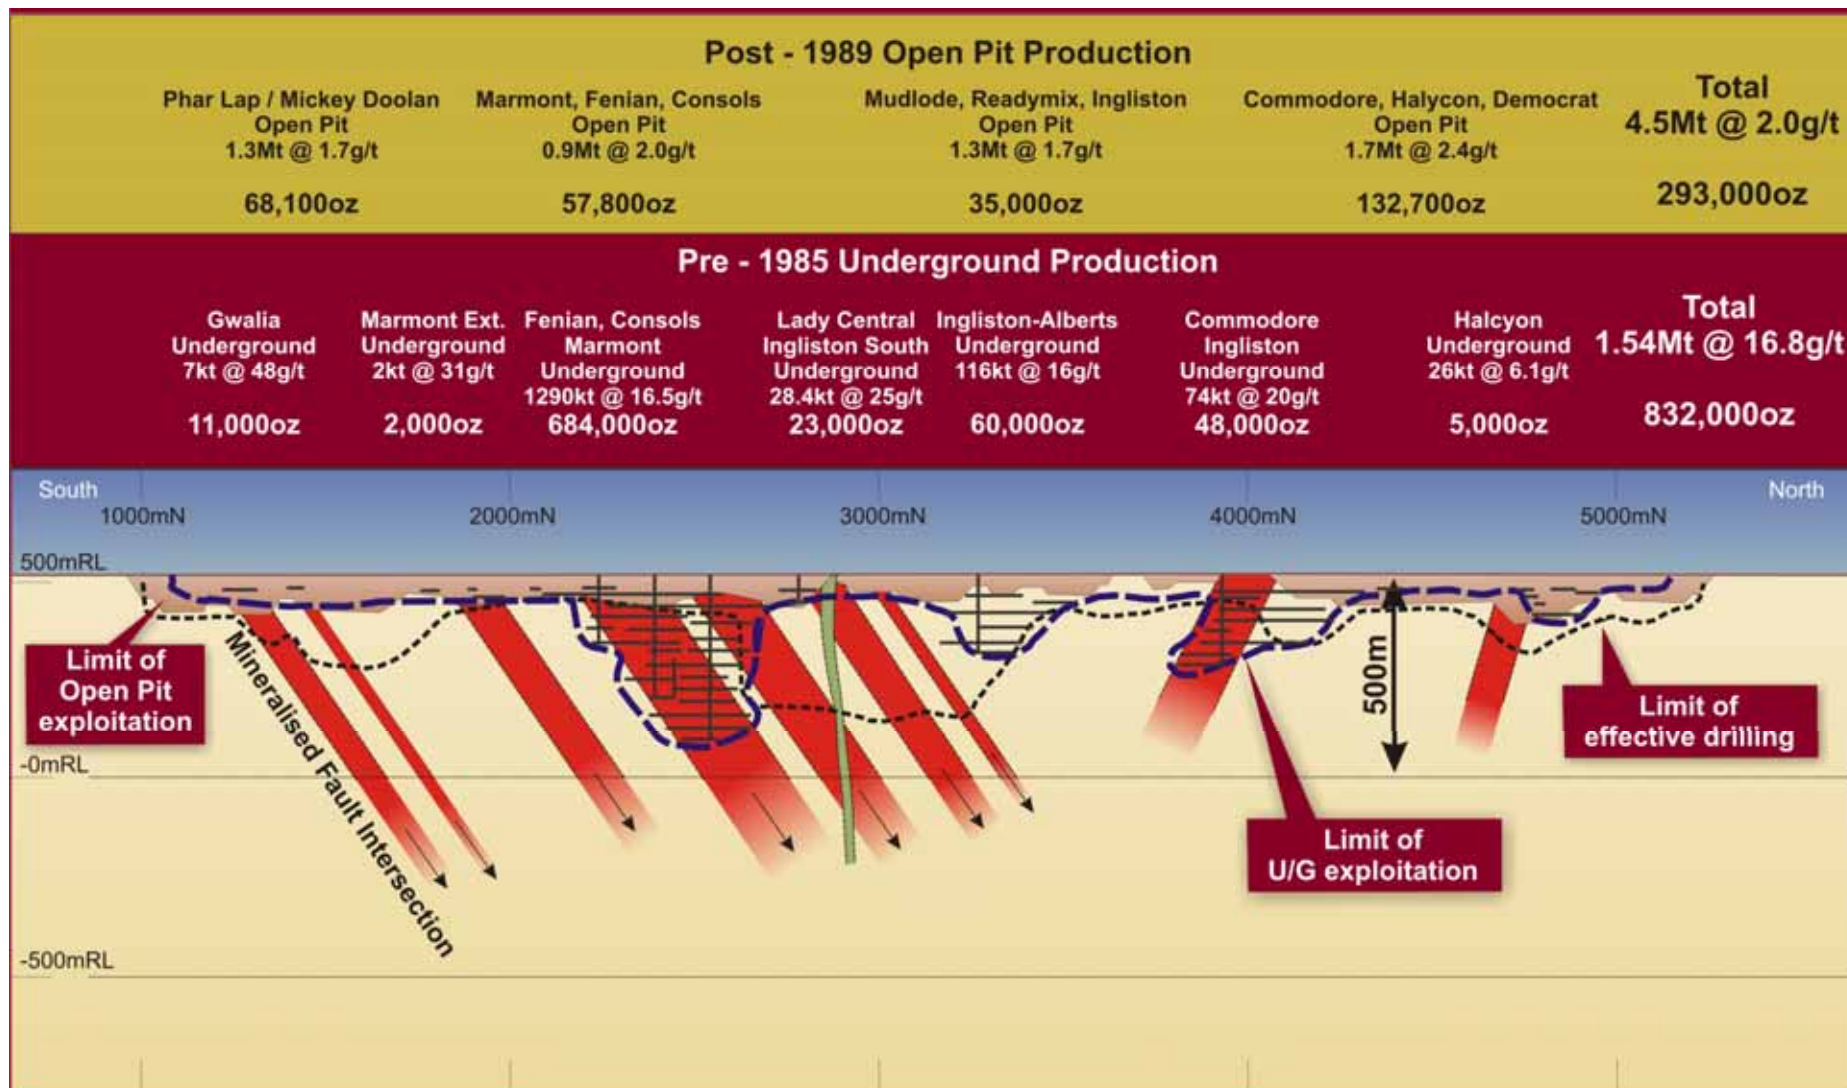 Post - 1989 Open Pit Production
Phar Lap / Mickey Doolan
Open Pit
1.3Mt @ 1.7g/t
68,100oz
Marmont, Fenian, Consols
Open Pit
0.9Mt @ 2.0g/t
57,800oz
Mudlode, Readymix, Ingliston
Open Pit
1.3Mt @ 1.7g/t
35,000oz
Commodore, Halycon, Democrat
Open Pit
1.7Mt @ 2.4g/t
132,700oz
Total
4.5Mt @ 2.0g/t
293,000oz
Pre - 1985 Underground Production
Gwalia
Underground
7kt @ 48g/t
11,000oz
Marmont Ext.
Underground
2kt @ 31g/t
2,000oz
Fenian, Consols
Marmont
Underground
1290kt @ 16.5g/t
684,000oz
Lady Central
Ingliston South
Underground
28.4kt @ 25g/t
23,000oz
Ingliston-Alberts
Underground
116kt @ 16g/t
60,000oz
Commodore
Ingliston
Underground
74kt @ 20g/t
48,000oz
Halcyon
Underground
26kt @ 6.1g/t
5,000oz
Total
1.54Mt @ 16.8g/t
832,000oz
South
North
1000mN
2000mN
3000mN
4000mN
5000mN
500mRL
Limit of
Open Pit
exploitation
Mineralised Fault Intersection
500m
Limit of
effective drilling
-0mRL
Limit of
U/G exploitation
-500mRL